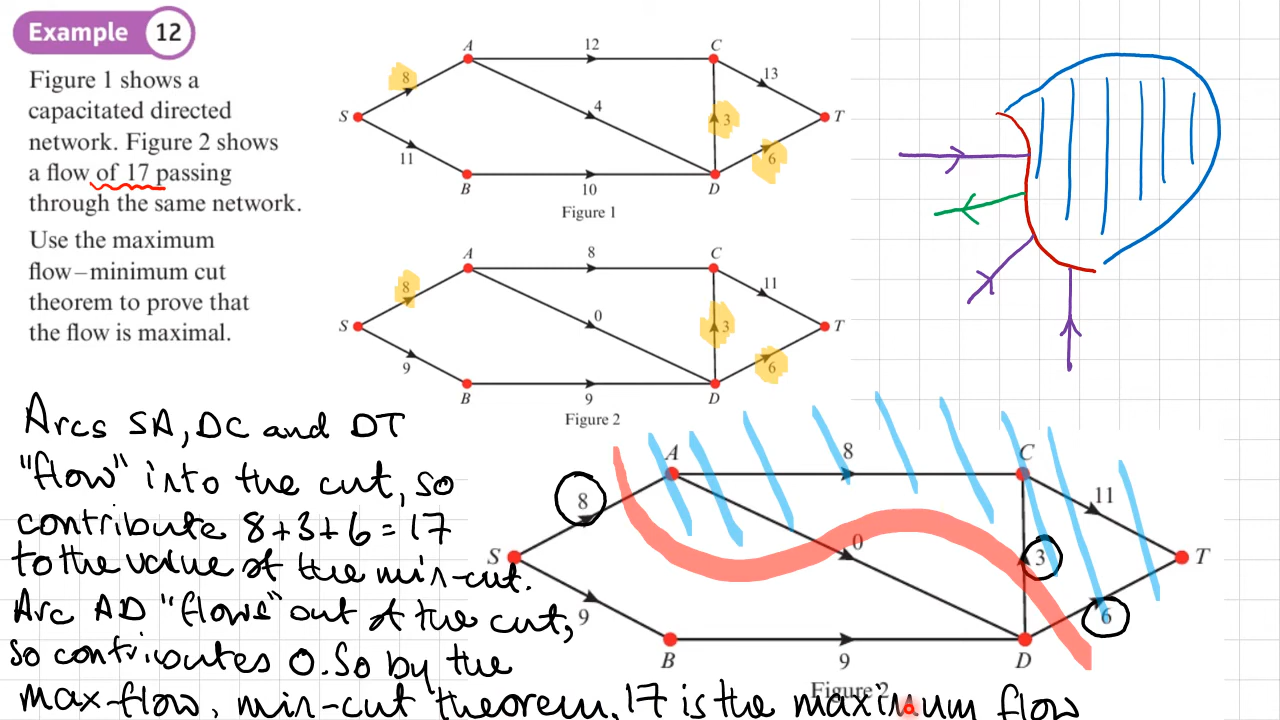 Example 12
Figure 1 shows a
capacitated directed
network. Figure 2 shows
a flow of 17 passing
through the same network.
Use the maximum
flow–minimum cut
theorem to prove that
the flow is maximal.
A 12 C
8 13
S 4 3 T
11 6
B 10 D
Figure 1
A 8 C
8 11
S 0 3 T
9 6
B 9 D
Figure 2
Arcs SA, DC and DT
"flow" into the cut, so
contribute 8+3+6=17
to the value of the min-cut.
Arc AD "flows" out of the cut,
so contributes 0. So by the
max-flow, min-cut theorem, 17 is the maximum flow
A 8 C
8 11
S 0 3 T
9 6
B 9 D
Figure 2